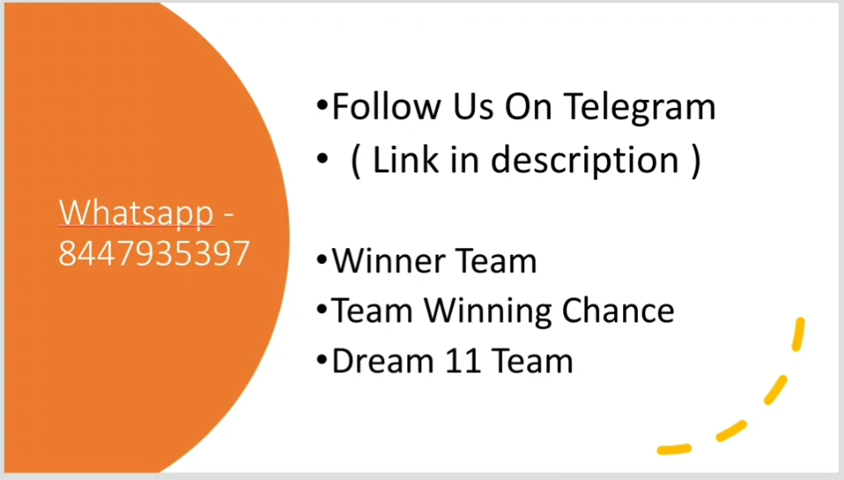 Whatsapp -
8447935397
•Follow Us On Telegram
• ( Link in description )
•Winner Team
•Team Winning Chance
•Dream 11 Team